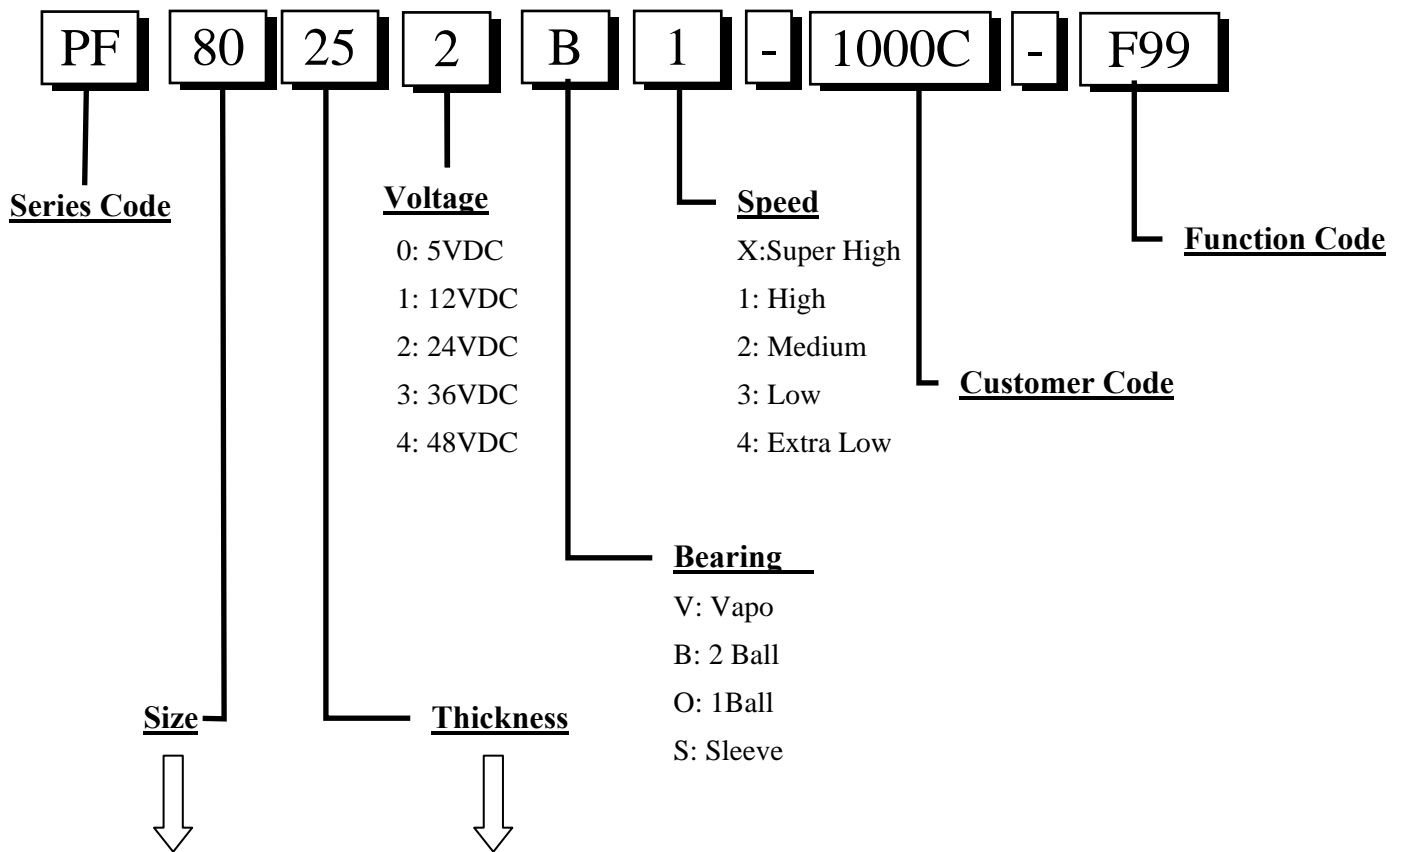 PF 80 25 2 B 1 - 1000C - F99
Series Code
Voltage
0: 5VDC
1: 12VDC
2: 24VDC
3: 36VDC
4: 48VDC
Speed
X:Super High
1: High
2: Medium
3: Low
4: Extra Low
Function Code
Customer Code
Bearing
V: Vapo
B: 2 Ball
O: 1Ball
S: Sleeve
Size
Thickness